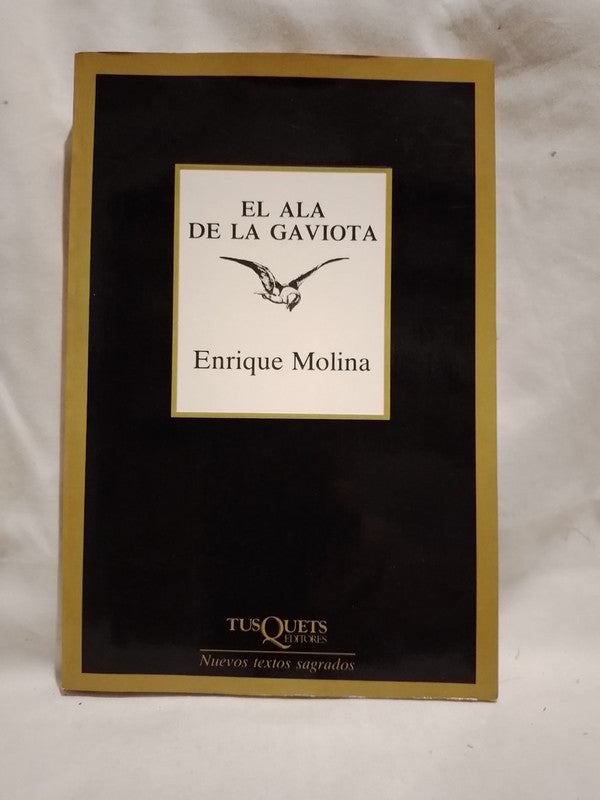 EL ALA
DE LA GAVIOTA
Enrique Molina
TUSQUETS
EDITORES
Nuevos textos sagrados